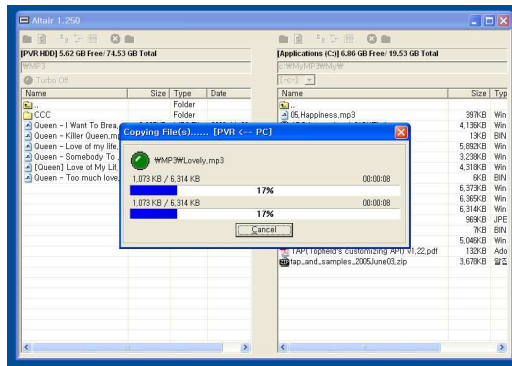 Altair 1.250
[PVR HDD] 5.62 GB Free/ 74.53 GB Total
₩MP3
Turbo Off
Name Size Type Date
.. Folder
CCC Folder
Queen - I Want To Brea
Queen - Killer Queen,m
Queen - Love of my life,
Queen - Somebody To
[Queen] Love of My Lif
Queen - Too much love
[Applications (C:)] 6.86 GB Free/ 19.53 GB Total
c:₩MyMP3₩My₩
[-c-]
Name Size Typ
..
05,Happiness,mp3 397KB Win
4,136KB Win
13KB BIN
5,892KB Win
3,238KB Win
4,318KB Win
6KB BIN
6,373KB Win
6,365KB Win
6,314KB Win
969KB JPE
7KB BIN
5,046KB Win
TAP(Topfield's customizing API) v1,22,pdf 132KB Ado
tap_and_samples_2005June03,zip 3,678KB 알집
Copying File(s)...... [PVR <-- PC]
₩MP3₩Lovely,mp3
1,073 KB / 6,314 KB 00:00:08
17%
1,073 KB / 6,314 KB 00:00:08
17%
Cancel